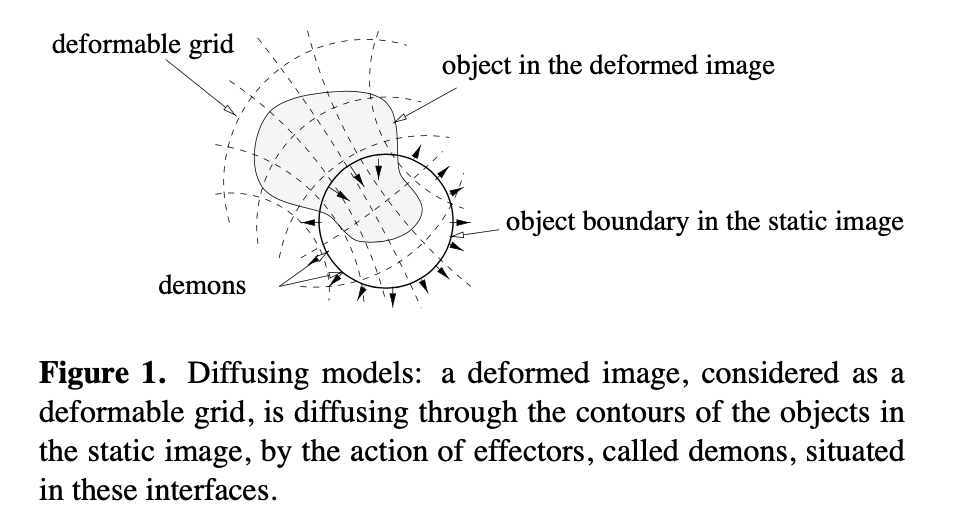 deformable grid
object in the deformed image
object boundary in the static image
demons
Figure 1. Diffusing models: a deformed image, considered as a
deformable grid, is diffusing through the contours of the objects in
the static image, by the action of effectors, called demons, situated
in these interfaces.